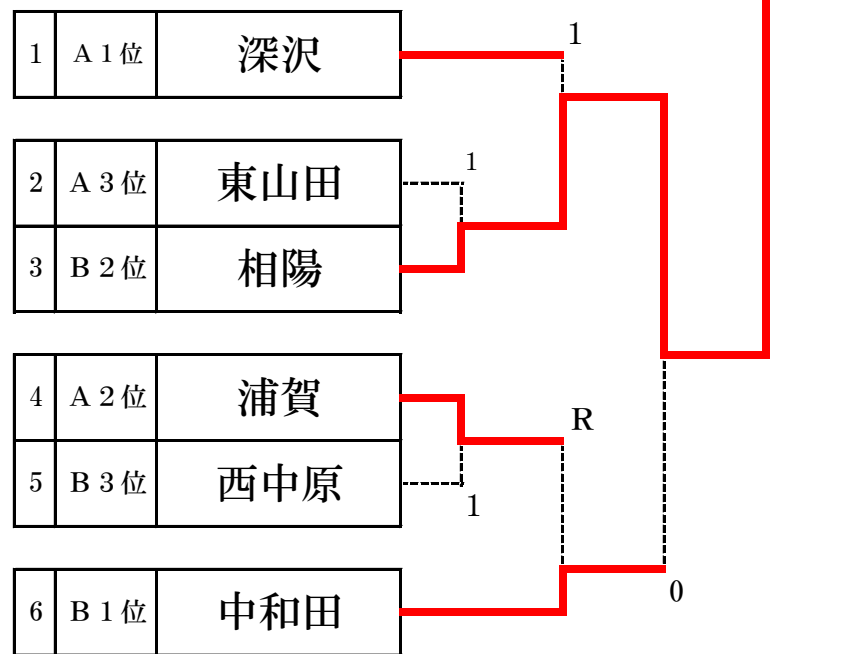 1
1 A1位 深沢
1
2 A3位 東山田
3 B2位 相陽
4 A2位 浦賀
R
5 B3位 西中原
1
0
6 B1位 中和田